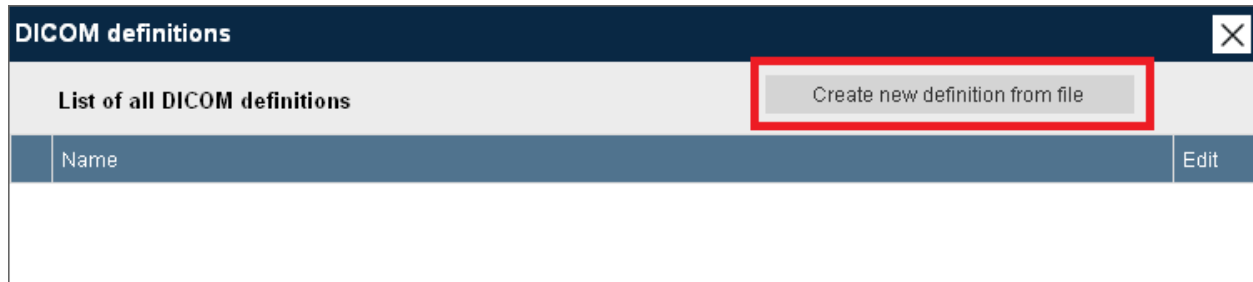 DICOM definitions
List of all DICOM definitions
Create new definition from file
Name
Edit